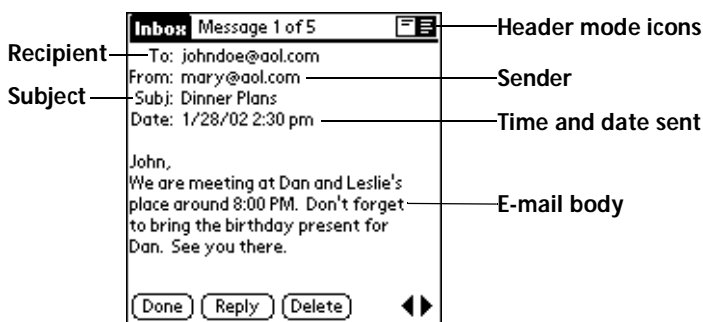 Inbox Message 1 of 5
Header mode icons
Recipient
To: johndoe@aol.com
From: mary@aol.com
Sender
Subject
Subj: Dinner Plans
Date: 1/28/02 2:30 pm
Time and date sent
John,
We are meeting at Dan and Leslie's
place around 8:00 PM. Don't forget
E-mail body
to bring the birthday present for
Dan. See you there.
Done Reply Delete